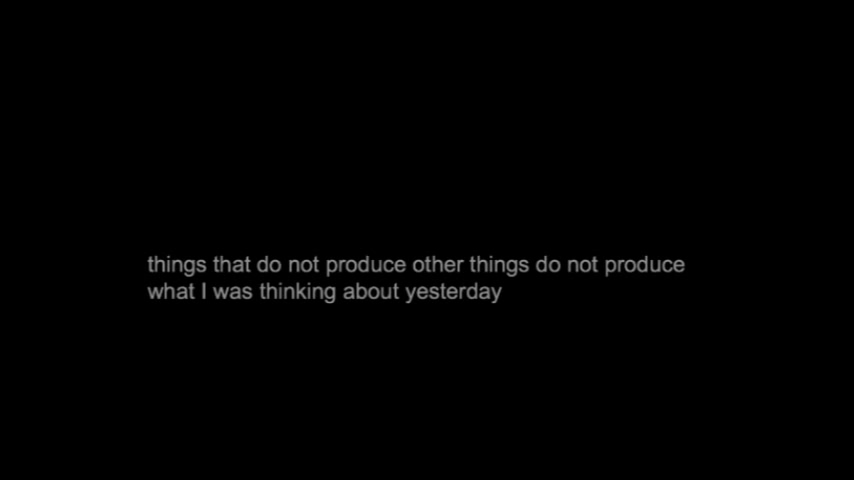 things that do not produce other things do not produce
what I was thinking about yesterday